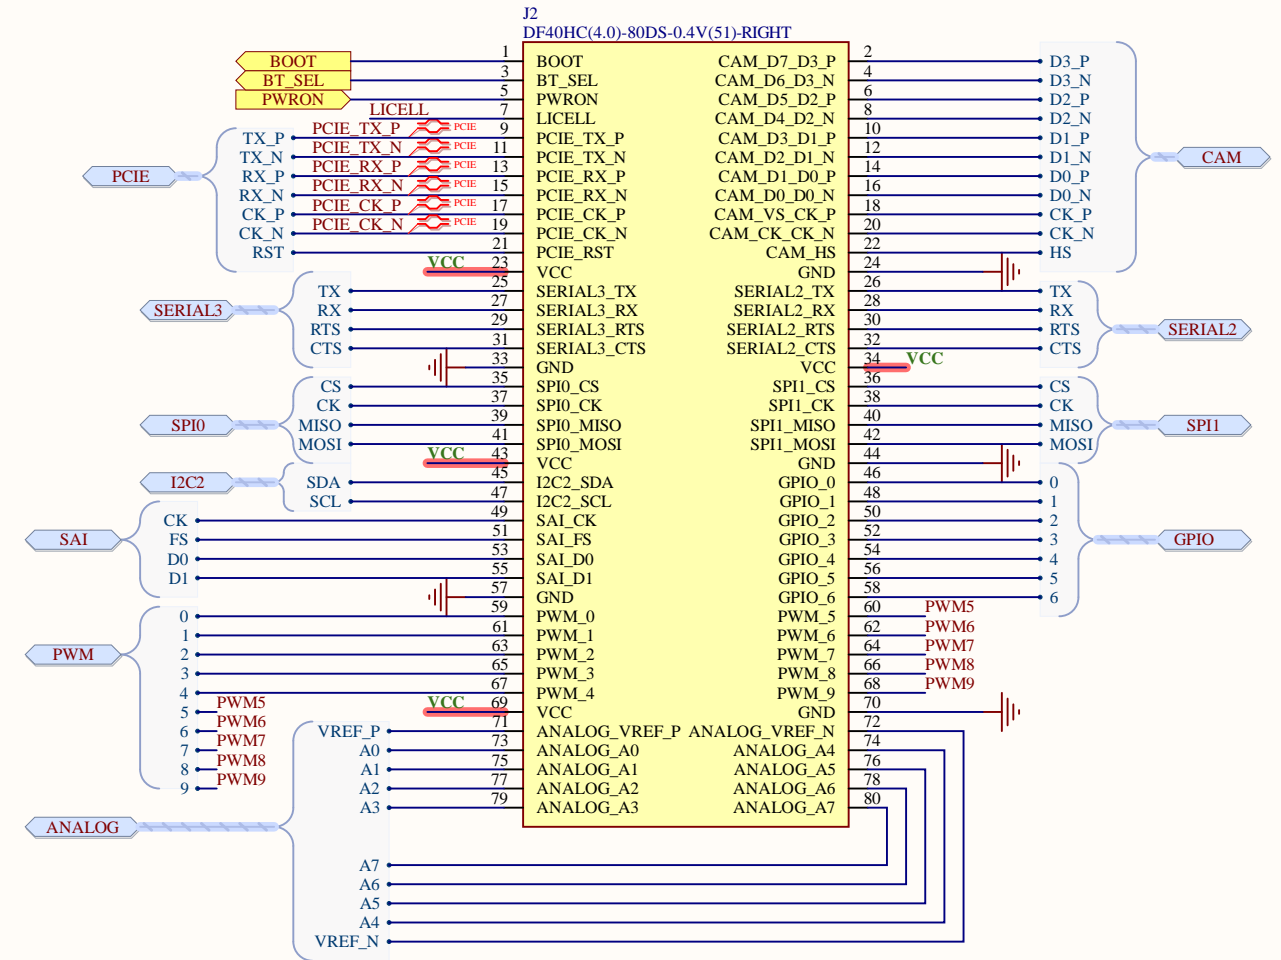 J2
DF40HC(4.0)-80DS-0.4V(51)-RIGHT
BOOT 1 BOOT CAM_D7_D3_P 2 D3_P
BT_SEL 3 BT_SEL CAM_D6_D3_N 4 D3_N
PWRON 5 PWRON CAM_D5_D2_P 6 D2_P
LICELL 7 LICELL CAM_D4_D2_N 8 D2_N
TX_P PCIE_TX_P PCIE 9 PCIE_TX_P CAM_D3_D1_P 10 D1_P
TX_N PCIE_TX_N PCIE 11 PCIE_TX_N CAM_D2_D1_N 12 D1_N CAM
PCIE RX_P PCIE_RX_P PCIE 13 PCIE_RX_P CAM_D1_D0_P 14 D0_P
RX_N PCIE_RX_N PCIE 15 PCIE_RX_N CAM_D0_D0_N 16 D0_N
CK_P PCIE_CK_P PCIE 17 PCIE_CK_P CAM_VS_CK_P 18 CK_P
CK_N PCIE_CK_N PCIE 19 PCIE_CK_N CAM_CK_CK_N 20 CK_N
RST 21 PCIE_RST CAM_HS 22 HS
VCC 23 VCC GND 24
TX 25 SERIAL3_TX SERIAL2_TX 26 TX
SERIAL3 RX 27 SERIAL3_RX SERIAL2_RX 28 RX
RTS 29 SERIAL3_RTS SERIAL2_RTS 30 RTS SERIAL2
CTS 31 SERIAL3_CTS SERIAL2_CTS 32 CTS
33 GND VCC 34 VCC
CS 35 SPI0_CS SPI1_CS 36 CS
CK 37 SPI0_CK SPI1_CK 38 CK
SPI0 MISO 39 SPI0_MISO SPI1_MISO 40 MISO SPI1
MOSI 41 SPI0_MOSI SPI1_MOSI 42 MOSI
VCC 43 VCC GND 44
I2C2 SDA 45 I2C2_SDA GPIO_0 46 0
SCL 47 I2C2_SCL GPIO_1 48 1
CK 49 SAI_CK GPIO_2 50 2
SAI FS 51 SAI_FS GPIO_3 52 3 GPIO
D0 53 SAI_D0 GPIO_4 54 4
D1 55 SAI_D1 GPIO_5 56 5
57 GND GPIO_6 58 6
0 59 PWM_0 PWM_5 60 PWM5
1 61 PWM_1 PWM_6 62 PWM6
PWM 2 63 PWM_2 PWM_7 64 PWM7
3 65 PWM_3 PWM_8 66 PWM8
4 67 PWM_4 PWM_9 68 PWM9
5 PWM5 VCC 69 VCC GND 70
6 PWM6 VREF_P 71 ANALOG_VREF_P ANALOG_VREF_N 72
7 PWM7 A0 73 ANALOG_A0 ANALOG_A4 74
8 PWM8 A1 75 ANALOG_A1 ANALOG_A5 76
9 PWM9 A2 77 ANALOG_A2 ANALOG_A6 78
A3 79 ANALOG_A3 ANALOG_A7 80
ANALOG
A7
A6
A5
A4
VREF_N